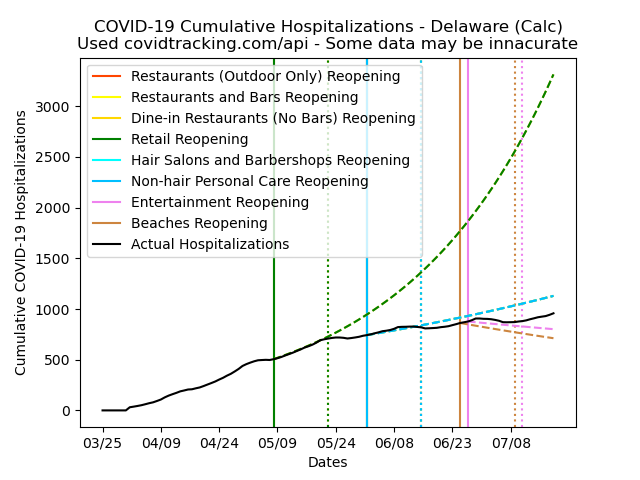 COVID-19 Cumulative Hospitalizations - Delaware (Calc)
Used covidtracking.com/api - Some data may be innacurate
Restaurants (Outdoor Only) Reopening
Restaurants and Bars Reopening
Dine-in Restaurants (No Bars) Reopening
Retail Reopening
Hair Salons and Barbershops Reopening
Non-hair Personal Care Reopening
Entertainment Reopening
Beaches Reopening
Actual Hospitalizations
Cumulative COVID-19 Hospitalizations
3000
2500
2000
1500
1000
500
0
03/25 04/09 04/24 05/09 05/24 06/08 06/23 07/08
Dates